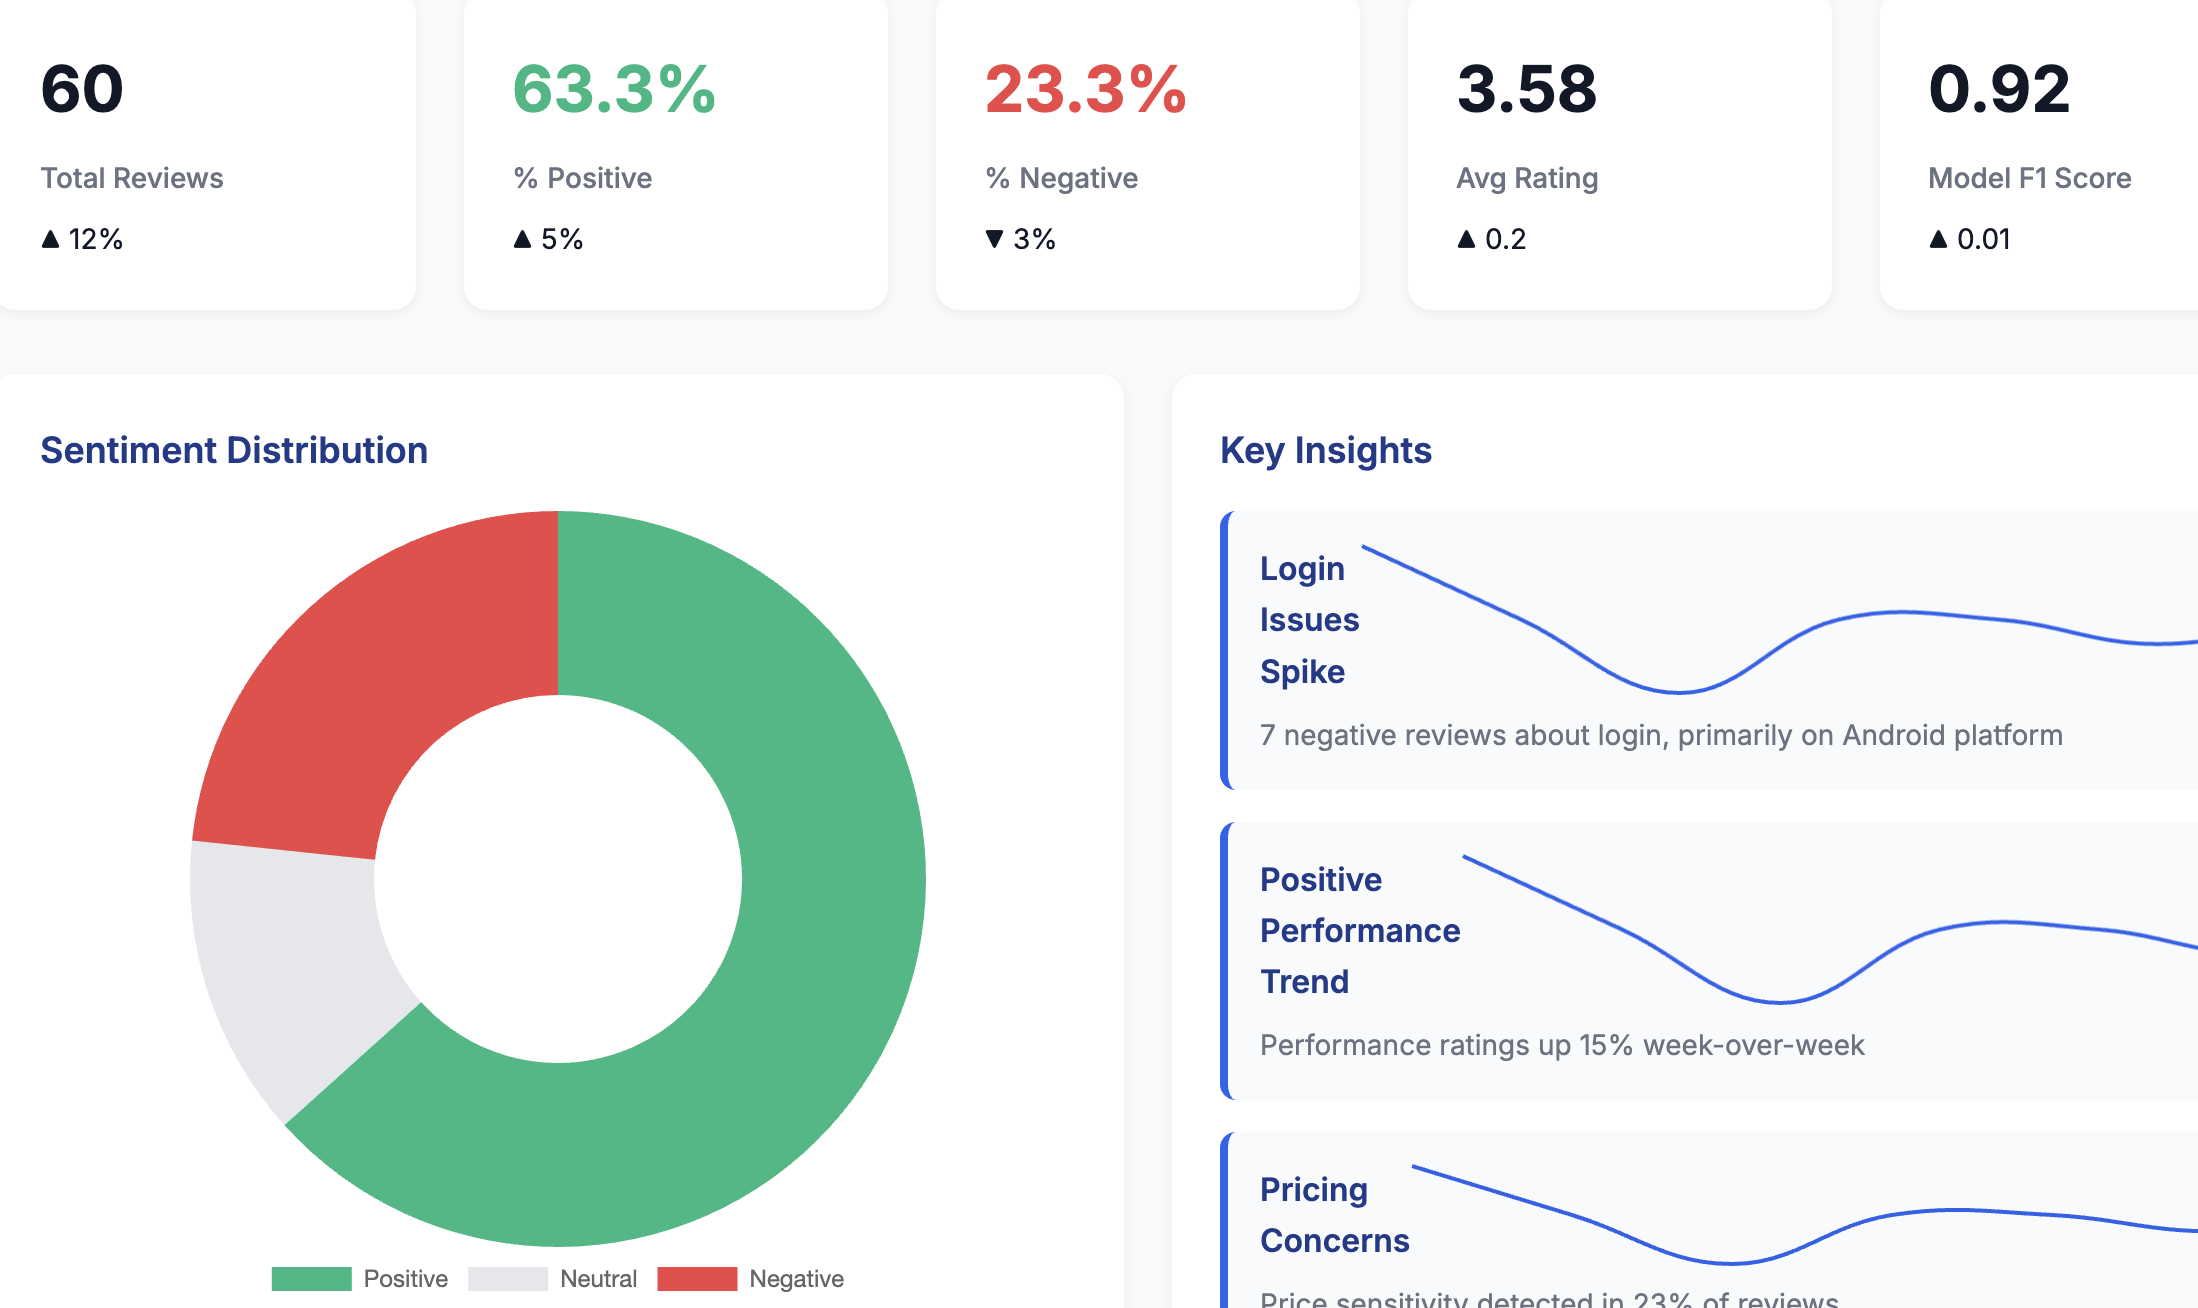 60
Total Reviews
▲ 12%
63.3%
% Positive
▲ 5%
23.3%
% Negative
▼ 3%
3.58
Avg Rating
▲ 0.2
0.92
Model F1 Score
▲ 0.01
Sentiment Distribution
Positive
Neutral
Negative
Key Insights
Login
Issues
Spike
7 negative reviews about login, primarily on Android platform
Positive
Performance
Trend
Performance ratings up 15% week-over-week
Pricing
Concerns
Price sensitivity detected in 23% of reviews